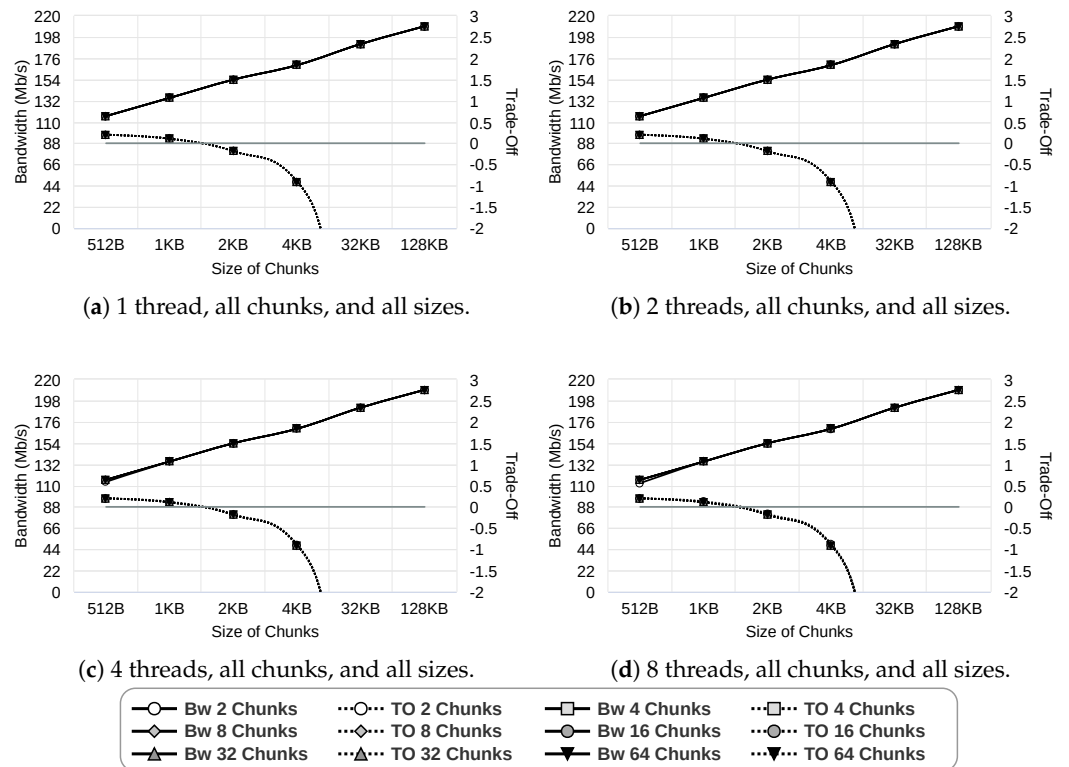 220 3 220 3
198 2.5 198 2.5
176 2 176 2
154 1.5 154 1.5
132 1 132 1
110 0.5 110 0.5
88 0 88 0
66 -0.5 66 -0.5
44 -1 44 -1
22 -1.5 22 -1.5
0 -2 0 -2
Bandwidth (Mb/s) Trade-Off Bandwidth (Mb/s) Trade-Off
512B 1KB 2KB 4KB 32KB 128KB 512B 1KB 2KB 4KB 32KB 128KB
Size of Chunks Size of Chunks
(a) 1 thread, all chunks, and all sizes. (b) 2 threads, all chunks, and all sizes.
220 3 220 3
198 2.5 198 2.5
176 2 176 2
154 1.5 154 1.5
132 1 132 1
110 0.5 110 0.5
88 0 88 0
66 -0.5 66 -0.5
44 -1 44 -1
22 -1.5 22 -1.5
0 -2 0 -2
Bandwidth (Mb/s) Trade-Off Bandwidth (Mb/s) Trade-Off
512B 1KB 2KB 4KB 32KB 128KB 512B 1KB 2KB 4KB 32KB 128KB
Size of Chunks Size of Chunks
(c) 4 threads, all chunks, and all sizes. (d) 8 threads, all chunks, and all sizes.
Bw 2 Chunks TO 2 Chunks Bw 4 Chunks TO 4 Chunks
Bw 8 Chunks TO 8 Chunks Bw 16 Chunks TO 16 Chunks
Bw 32 Chunks TO 32 Chunks Bw 64 Chunks TO 64 Chunks